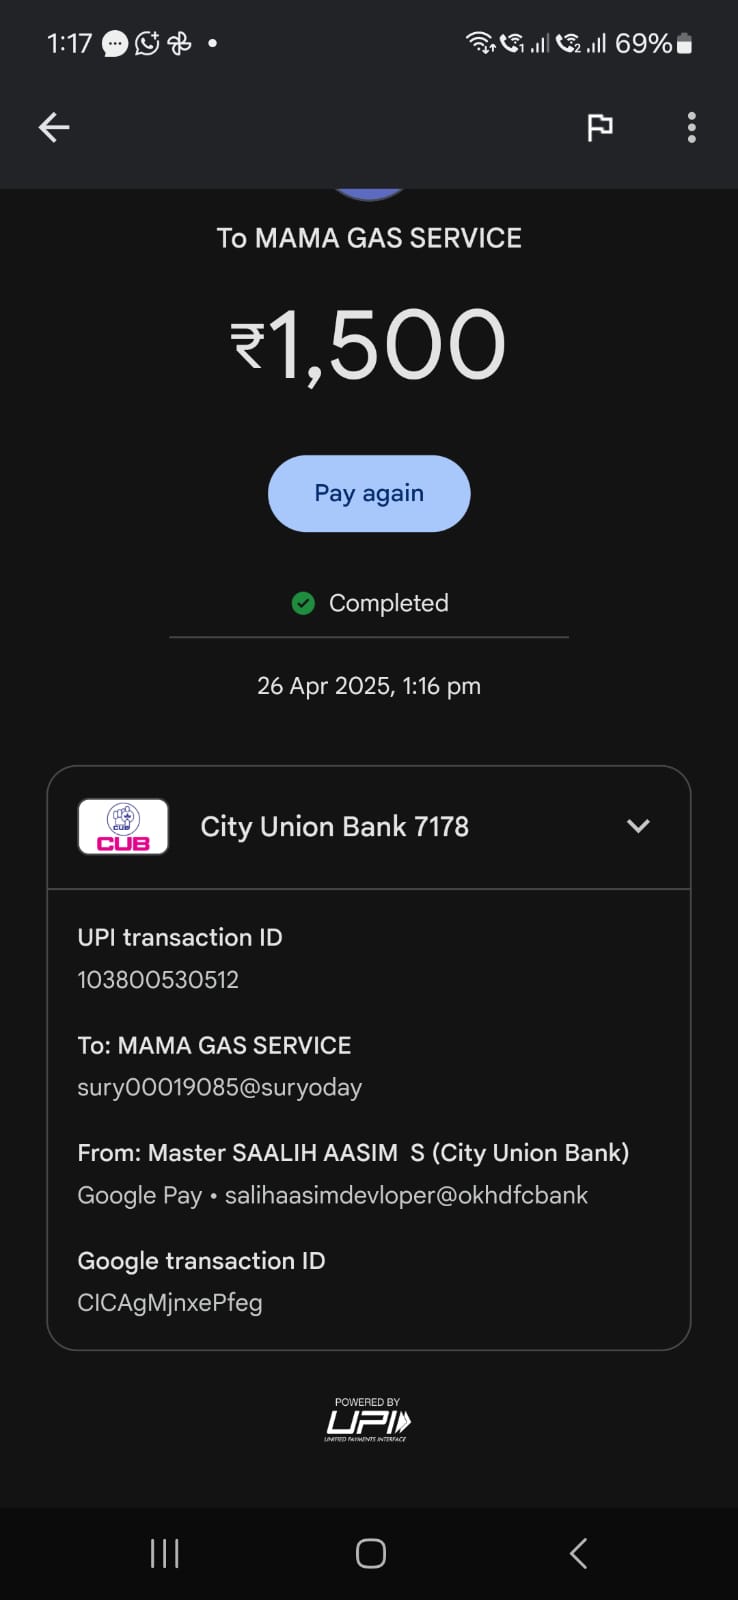 1:17 69%
To MAMA GAS SERVICE
₹1,500
Pay again
Completed
26 Apr 2025, 1:16 pm
CUB
CUB
City Union Bank 7178
UPI transaction ID
103800530512
To: MAMA GAS SERVICE
sury00019085@suryoday
From: Master SAALIH AASIM S (City Union Bank)
Google Pay • salihaasimdevloper@okhdfcbank
Google transaction ID
CICAgMjnxePfeg
POWERED BY
UPI
UNIFIED PAYMENTS INTERFACE